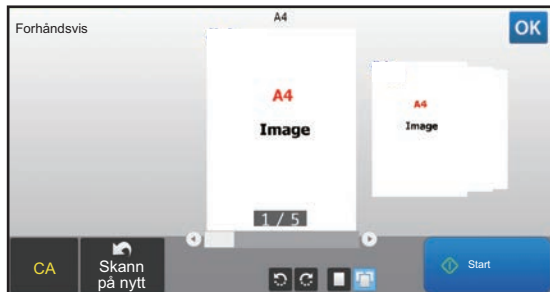 A4
Forhåndsvis
OK
A4
Image
A4
Image
1 / 5
CA
Skann
på nytt
Start